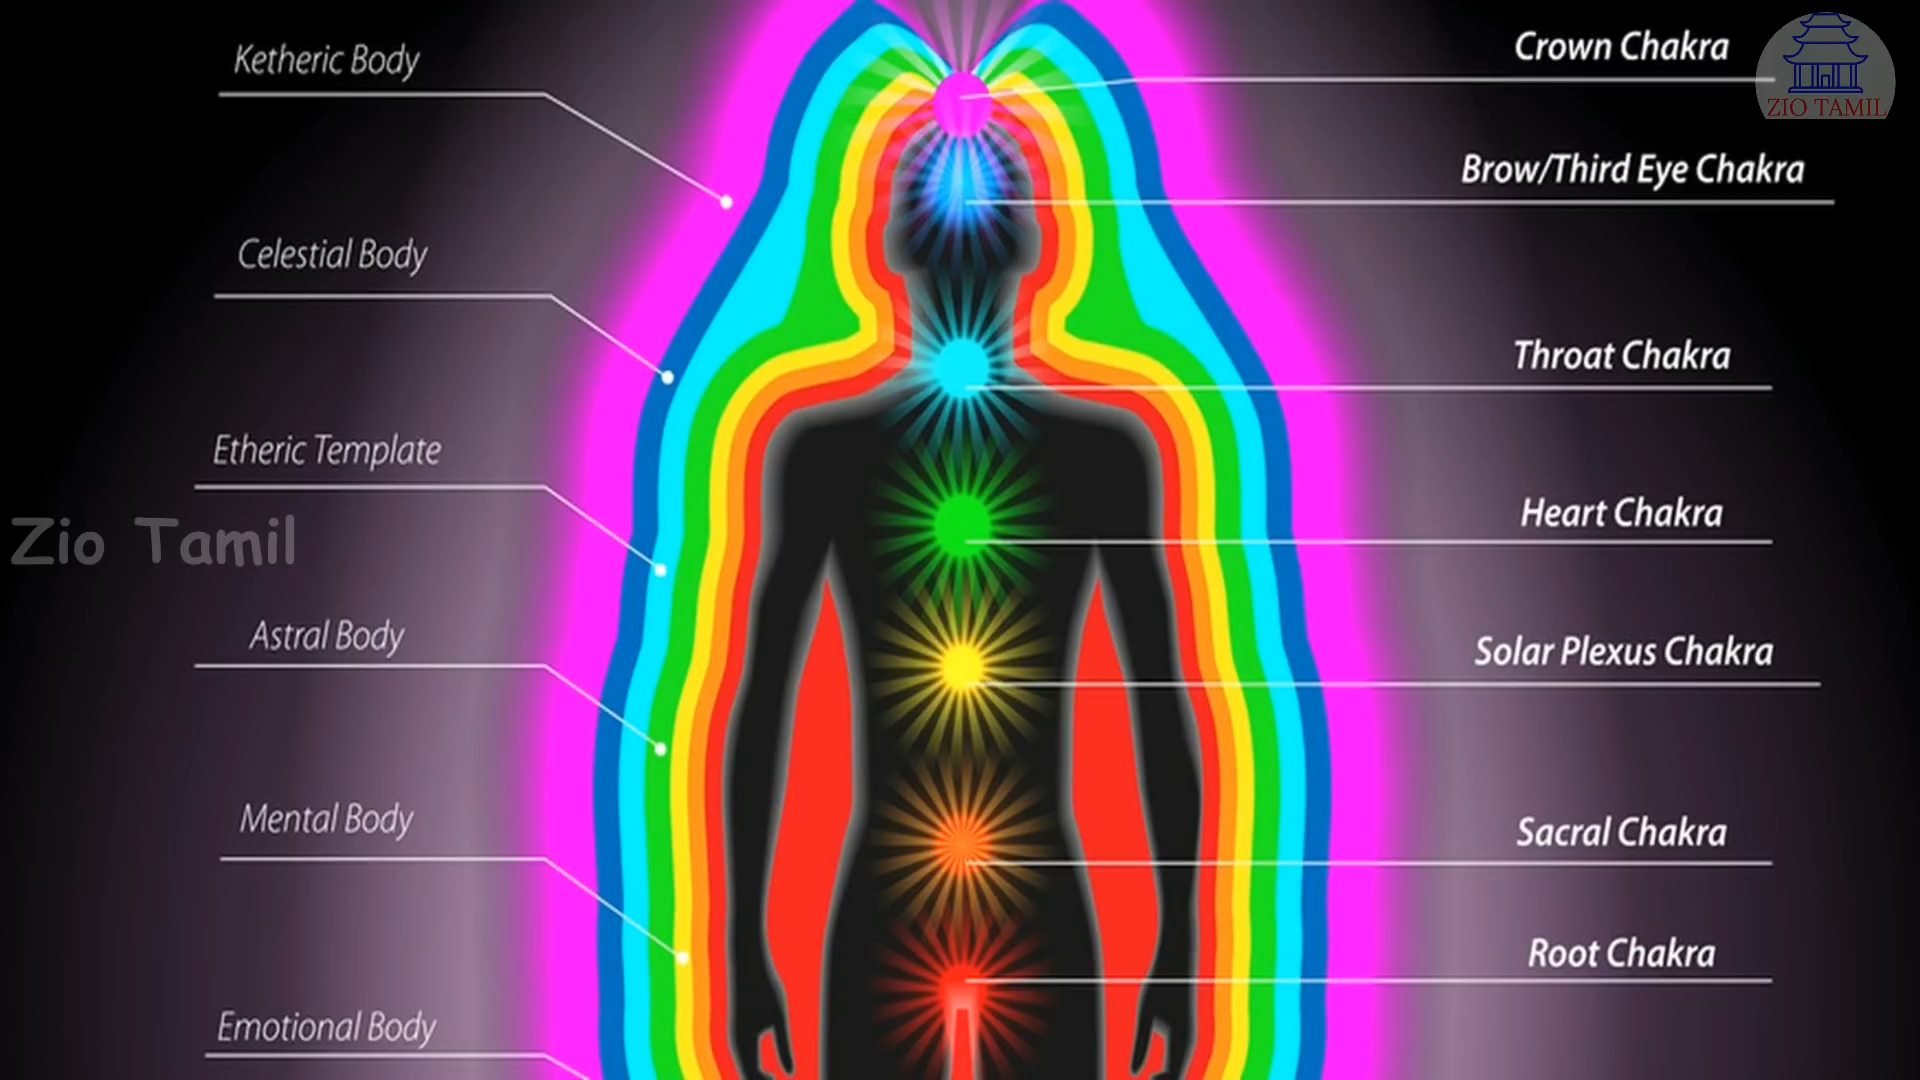 Ketheric Body
Celestial Body
Etheric Template
Zio Tamil
Astral Body
Mental Body
Emotional Body
Crown Chakra
ZIO TAMIL
Brow/Third Eye Chakra
Throat Chakra
Heart Chakra
Solar Plexus Chakra
Sacral Chakra
Root Chakra